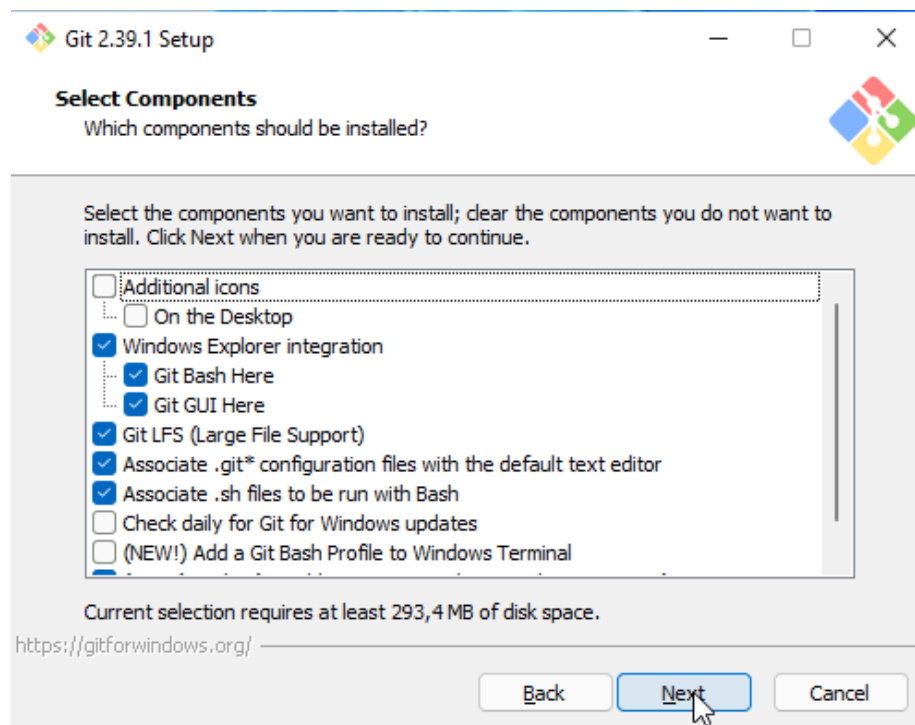 Git 2.39.1 Setup
Select Components
Which components should be installed?
Select the components you want to install; clear the components you do not want to
install. Click Next when you are ready to continue.
Additional icons
On the Desktop
Windows Explorer integration
Git Bash Here
Git GUI Here
Git LFS (Large File Support)
Associate .git* configuration files with the default text editor
Associate .sh files to be run with Bash
Check daily for Git for Windows updates
(NEW!) Add a Git Bash Profile to Windows Terminal
Current selection requires at least 293,4 MB of disk space.
https://gitforwindows.org/
Back Next Cancel